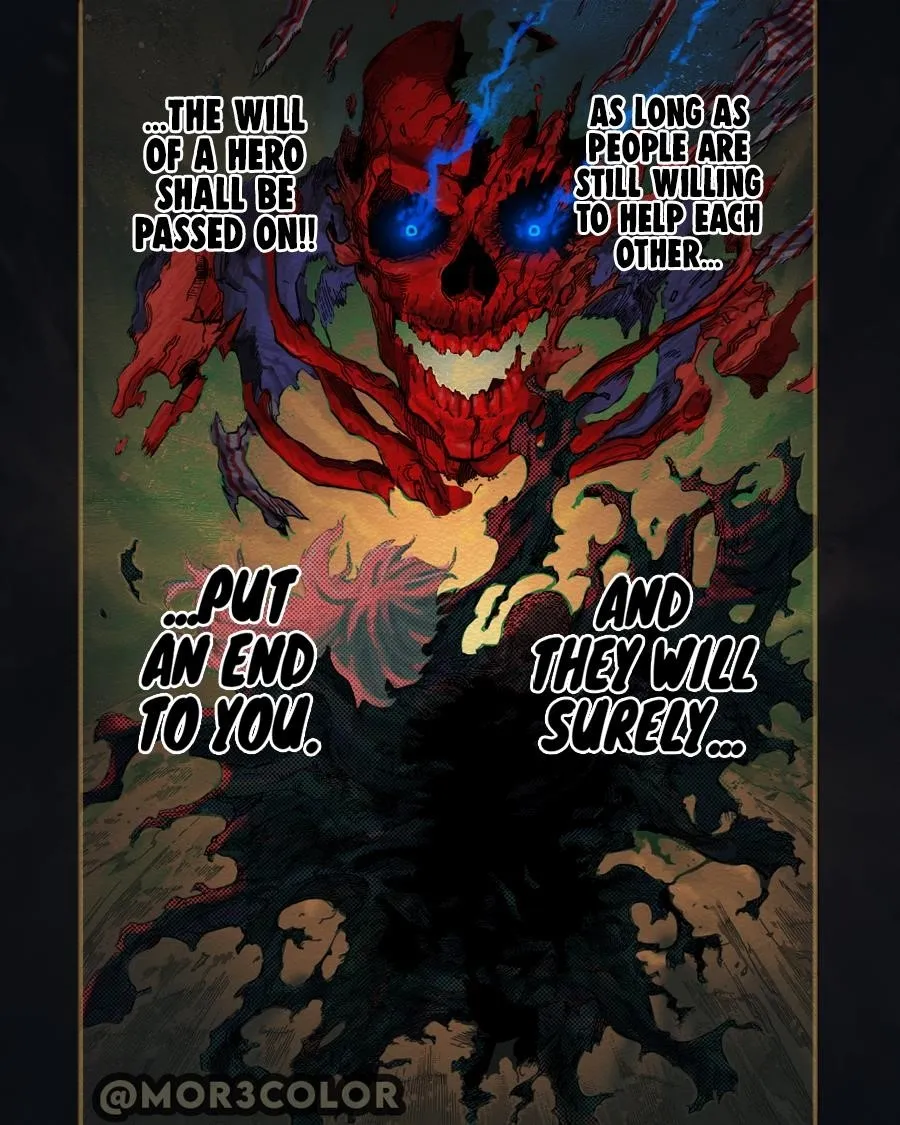 AS LONG AS
PEOPLE ARE
STILL WILLING
TO HELP EACH
OTHER...
...THE WILL
OF A HERO
SHALL BE
PASSED ON!!
AND
THEY WILL
SURELY...
...PUT
AN END
TO YOU.
@MOR3COLOR